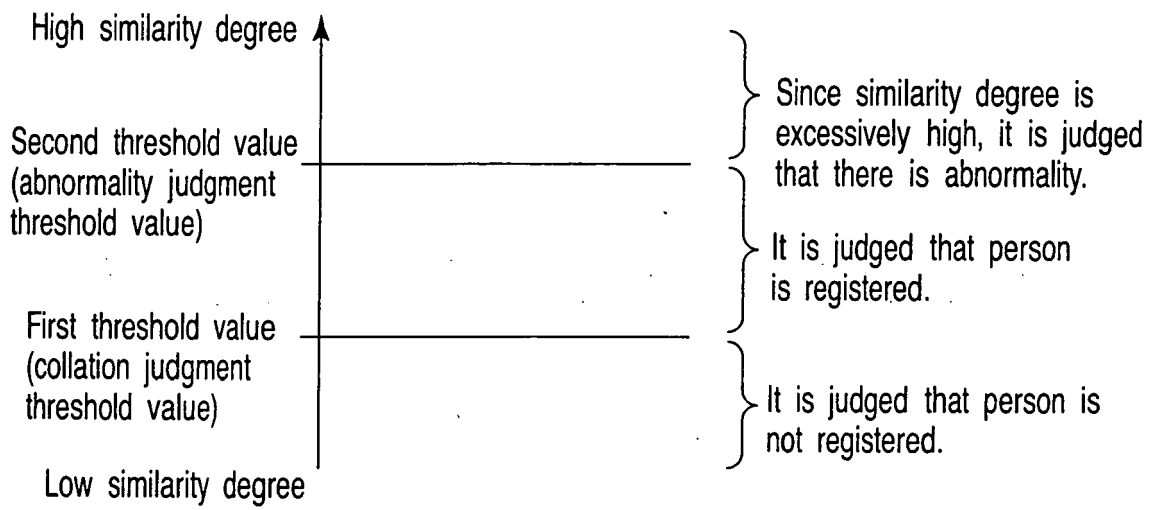 High similarity degree
Since similarity degree is
excessively high, it is judged
that there is abnormality.
Second threshold value
(abnormality judgment
threshold value)
It is judged that person
is registered.
First threshold value
(collation judgment
threshold value)
It is judged that person is
not registered.
Low similarity degree